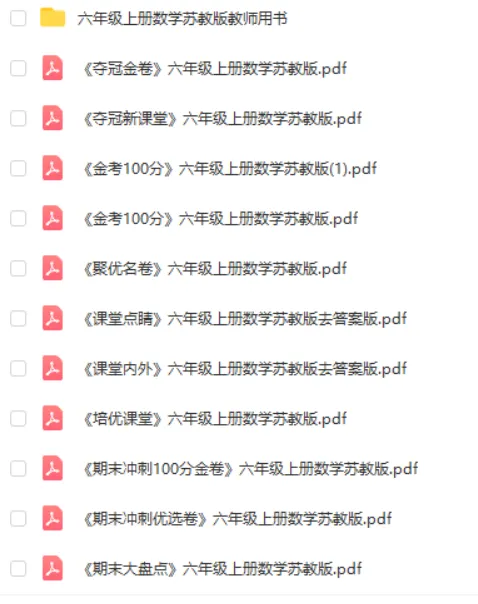 六年级上册数学苏教版教师用书
《夺冠金卷》六年级上册数学苏教版.pdf
《夺冠新课堂》六年级上册数学苏教版.pdf
《金考100分》六年级上册数学苏教版(1).pdf
《金考100分》六年级上册数学苏教版.pdf
《聚优名卷》六年级上册数学苏教版.pdf
《课堂点睛》六年级上册数学苏教版去答案版.pdf
《课堂内外》六年级上册数学苏教版去答案版.pdf
《培优课堂》六年级上册数学苏教版.pdf
《期末冲刺100分金卷》六年级上册数学苏教版.pdf
《期末冲刺优选卷》六年级上册数学苏教版.pdf
《期末大盘点》六年级上册数学苏教版.pdf